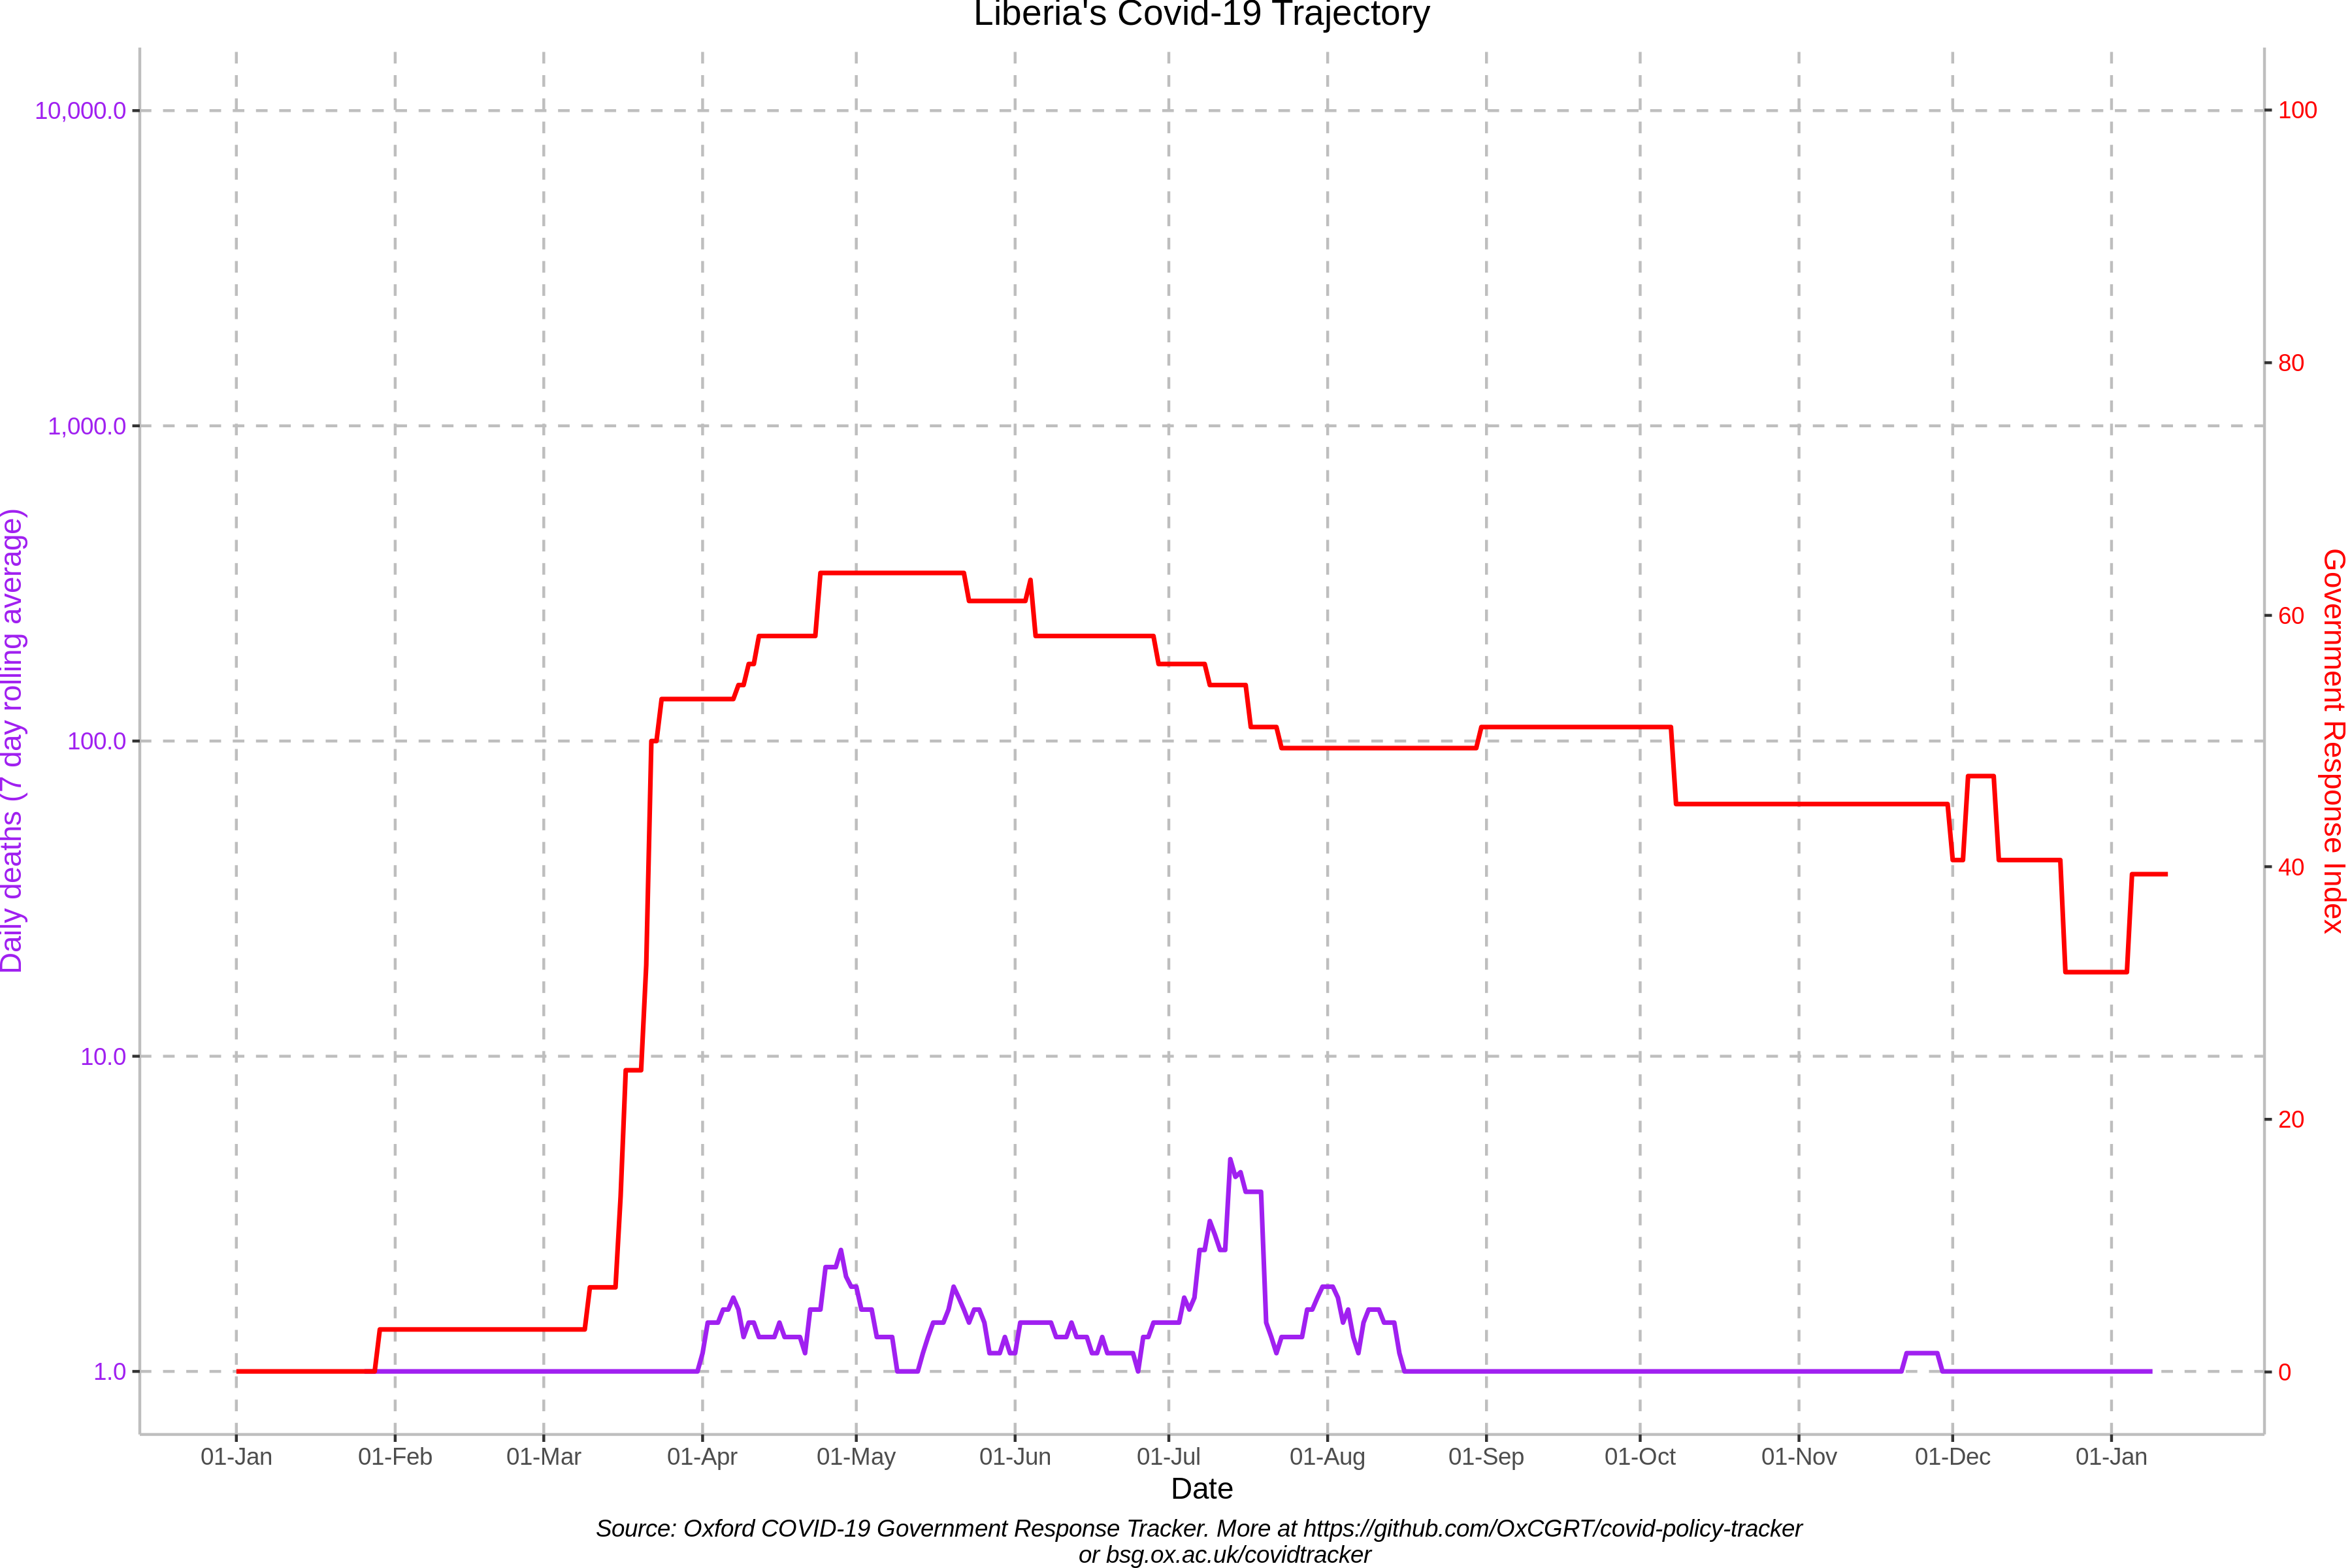 Liberia's Covid-19 Trajectory
Daily deaths (7 day rolling average)
10,000.0
1,000.0
100.0
10.0
1.0
100
80
60
40
20
0
Government Response Index
01-Jan 01-Feb 01-Mar 01-Apr 01-May 01-Jun 01-Jul 01-Aug 01-Sep 01-Oct 01-Nov 01-Dec 01-Jan
Date
Source: Oxford COVID-19 Government Response Tracker. More at https://github.com/OxCGRT/covid-policy-tracker
or bsg.ox.ac.uk/covidtracker